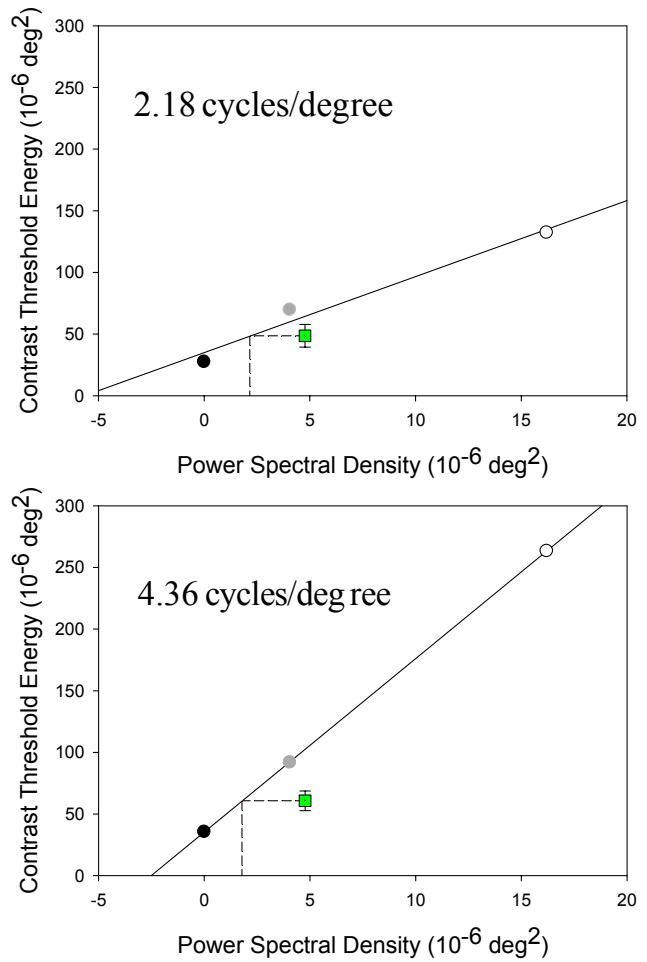 300
250
200
150
100
50
0
Contrast Threshold Energy (10-6 deg2)
2.18 cycles/degree
-5 0 5 10 15 20
Power Spectral Density (10-6 deg2)
300
250
200
150
100
50
0
Contrast Threshold Energy (10-6 deg2)
4.36 cycles/deg ree
-5 0 5 10 15 20
Power Spectral Density (10-6 deg2)